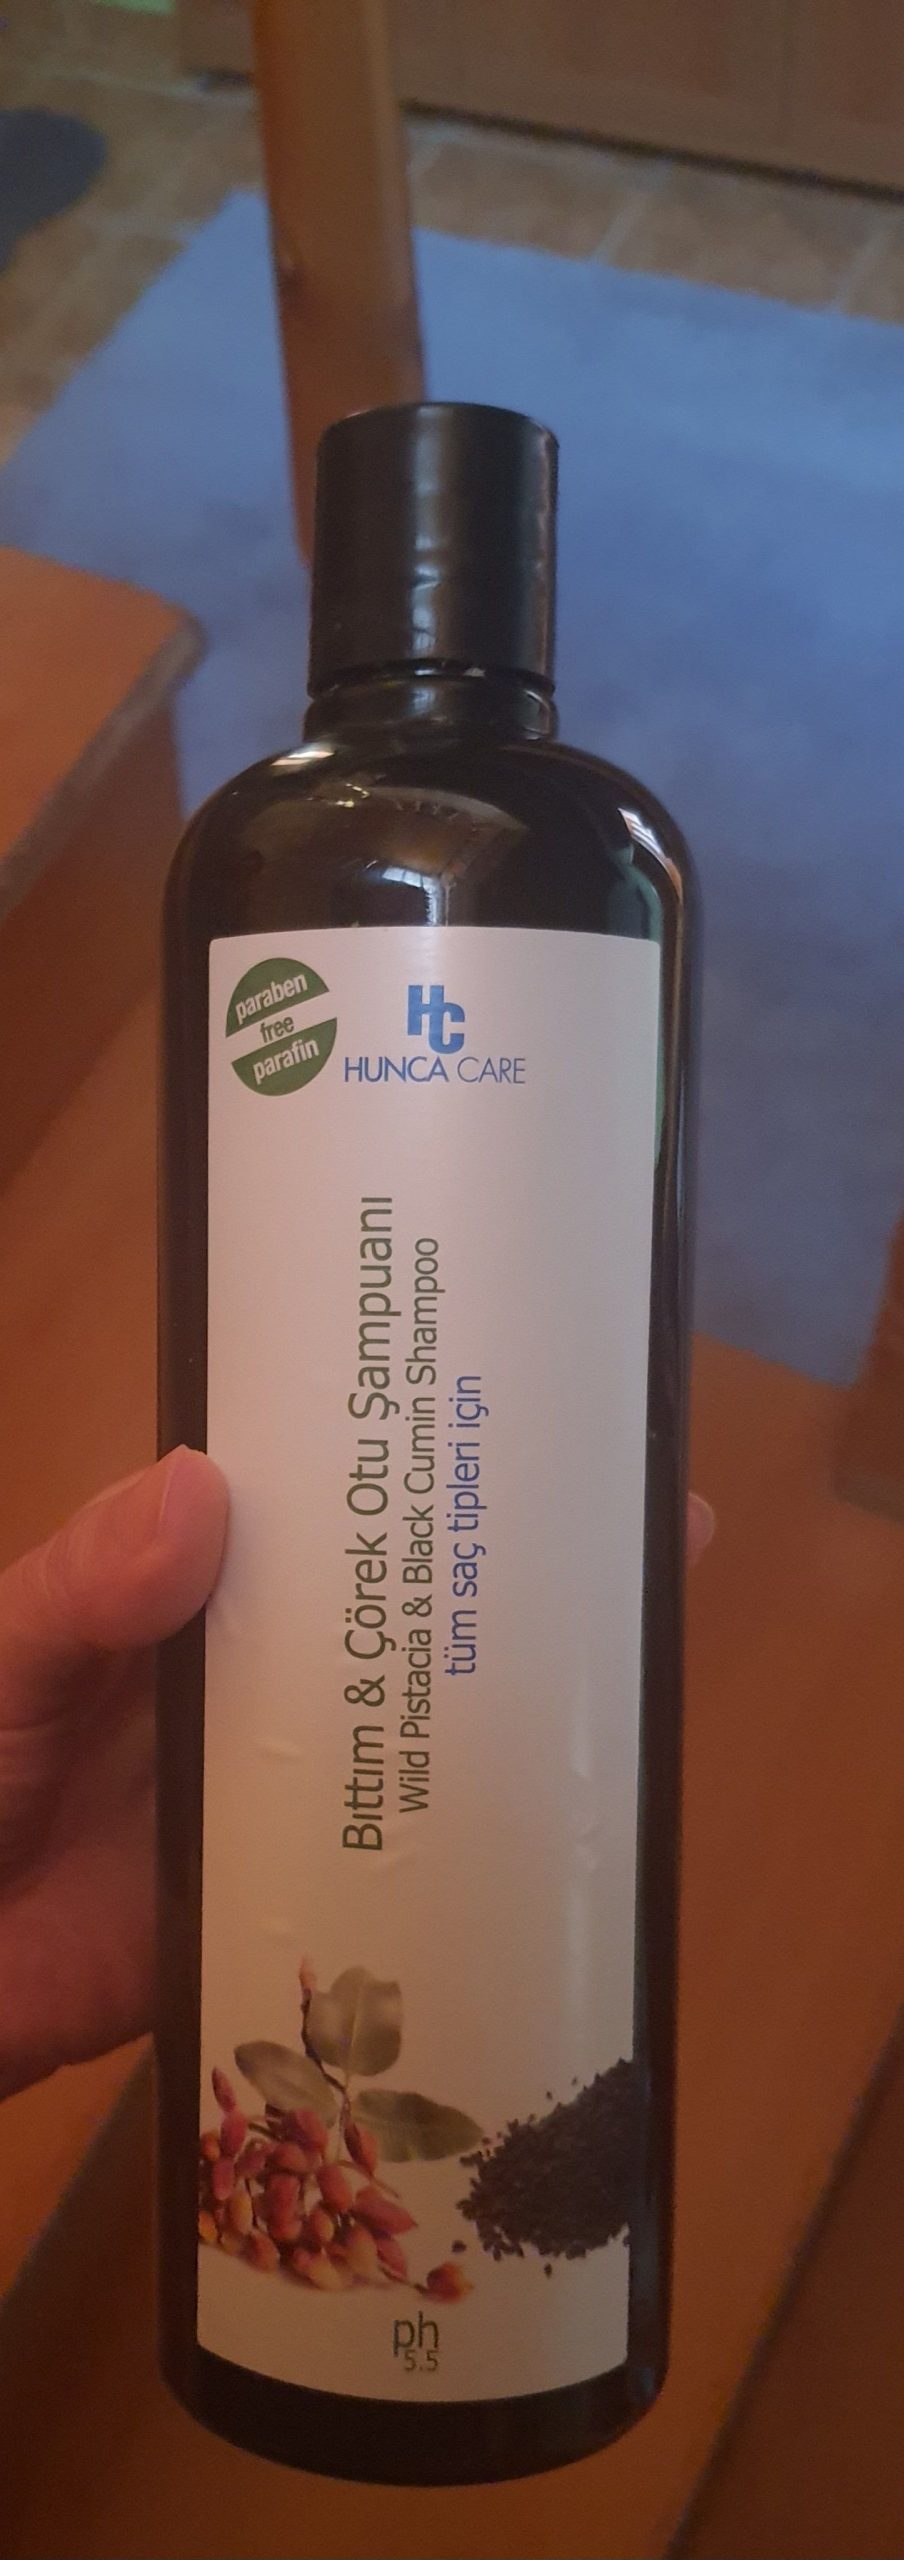 paraben
free
parafin
HC
HUNCA CARE
Bıttım & Çörek Otu Şampuanı
Wild Pistacia & Black Cumin Shampoo
tüm saç tipleri için
ph
5.5